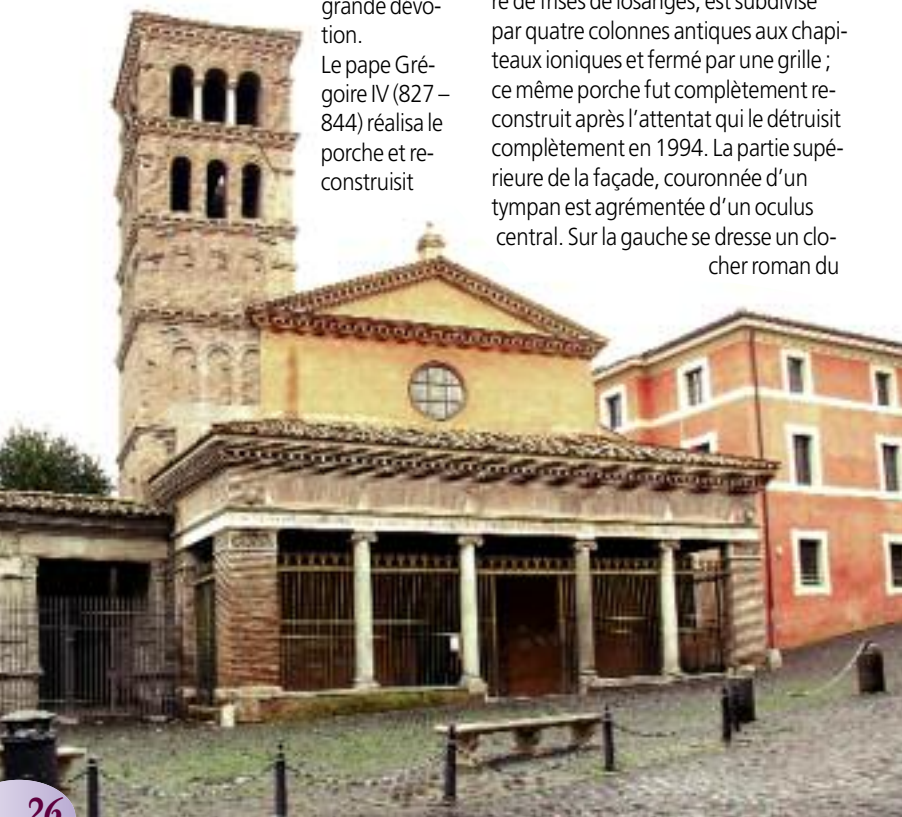 grande dévo-
tion.
Le pape Gré-
goire IV (827 –
844) réalisa le
porche et re-
construisit
re de frises de losanges, est subdivisé
par quatre colonnes antiques aux chapi-
teaux ioniques et fermé par une grille ;
ce même porche fut complètement re-
construit après l’attentat qui le détruisit
complètement en 1994. La partie supé-
rieure de la façade, couronnée d’un
tympan est agrémentée d’un oculus
central. Sur la gauche se dresse un clo-
cher roman du
26